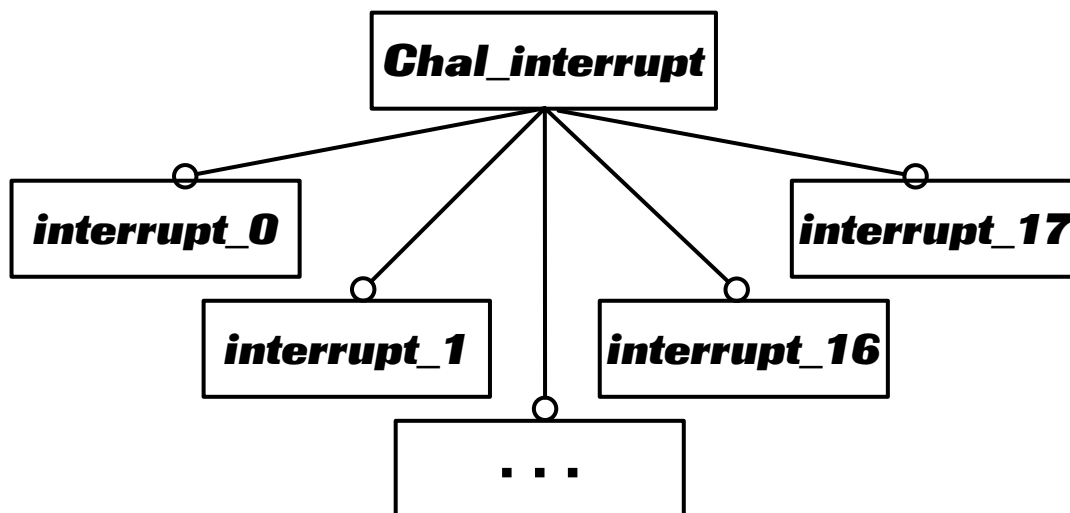 Chal_interrupt
interrupt_0
interrupt_17
interrupt_1
interrupt_16
...